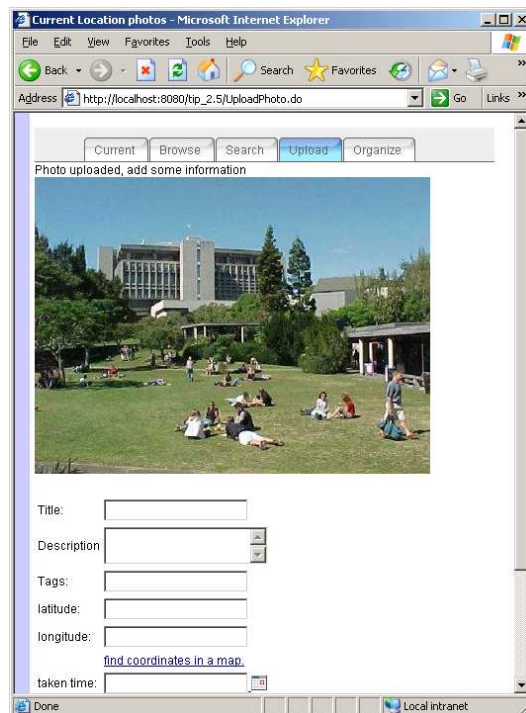 Current Location photos - Microsoft Internet Explorer
File Edit View Favorites Tools Help
Back Search Favorites
Address http://localhost:8080/tip_2.5/UploadPhoto.do Go Links
Current Browse Search Upload Organize
Photo uploaded, add some information
Title:
Description
Tags:
latitude:
longitude:
find coordinates in a map.
taken time:
Done Local intranet